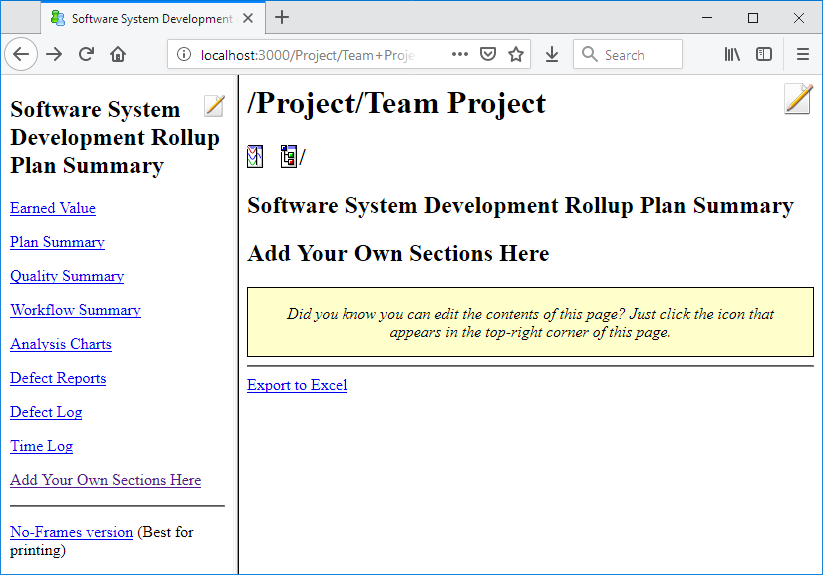 Software System Development
localhost:3000/Project/Team+Proje
Search
Software System
Development Rollup
Plan Summary
Earned Value
Plan Summary
Quality Summary
Workflow Summary
Analysis Charts
Defect Reports
Defect Log
Time Log
Add Your Own Sections Here
No-Frames version (Best for
printing)
/Project/Team Project
/
Software System Development Rollup Plan Summary
Add Your Own Sections Here
Did you know you can edit the contents of this page? Just click the icon that
appears in the top-right corner of this page.
Export to Excel